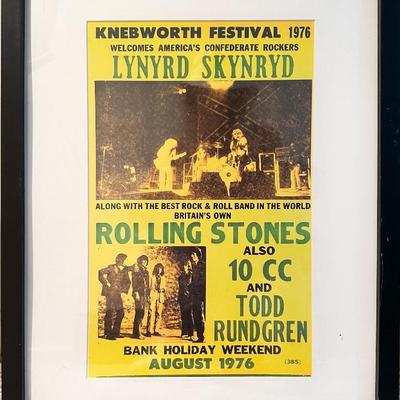 KNEBWORTH FESTIVAL 1976
WELCOMES AMERICA'S CONFEDERATE ROCKERS
LYNYRD SKYNRYD
ALONG WITH THE BEST ROCK & ROLL BAND IN THE WORLD
BRITAIN'S OWN
ROLLING STONES
ALSO
10 CC
AND
TODD
RUNDGREN
BANK HOLIDAY WEEKEND
AUGUST 1976
(385)